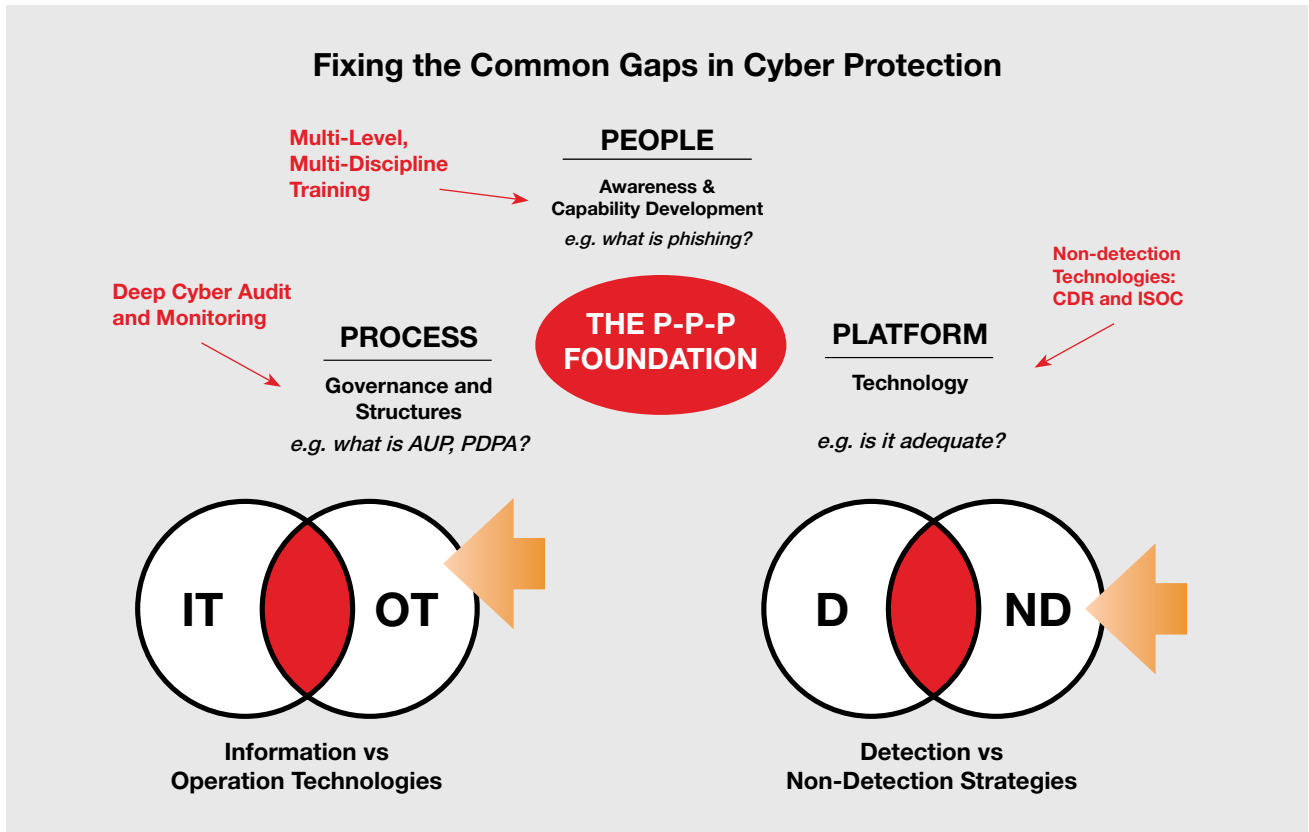 Fixing the Common Gaps in Cyber Protection
Multi-Level,
Multi-Discipline
Training
PEOPLE
Awareness &
Capability Development
e.g. what is phishing?
Non-detection
Technologies:
CDR and ISOC
Deep Cyber Audit
and Monitoring
PROCESS
Governance and
Structures
e.g. what is AUP, PDPA?
THE P-P-P
FOUNDATION
PLATFORM
Technology
e.g. is it adequate?
IT
OT
Information vs
Operation Technologies
D
ND
Detection vs
Non-Detection Strategies